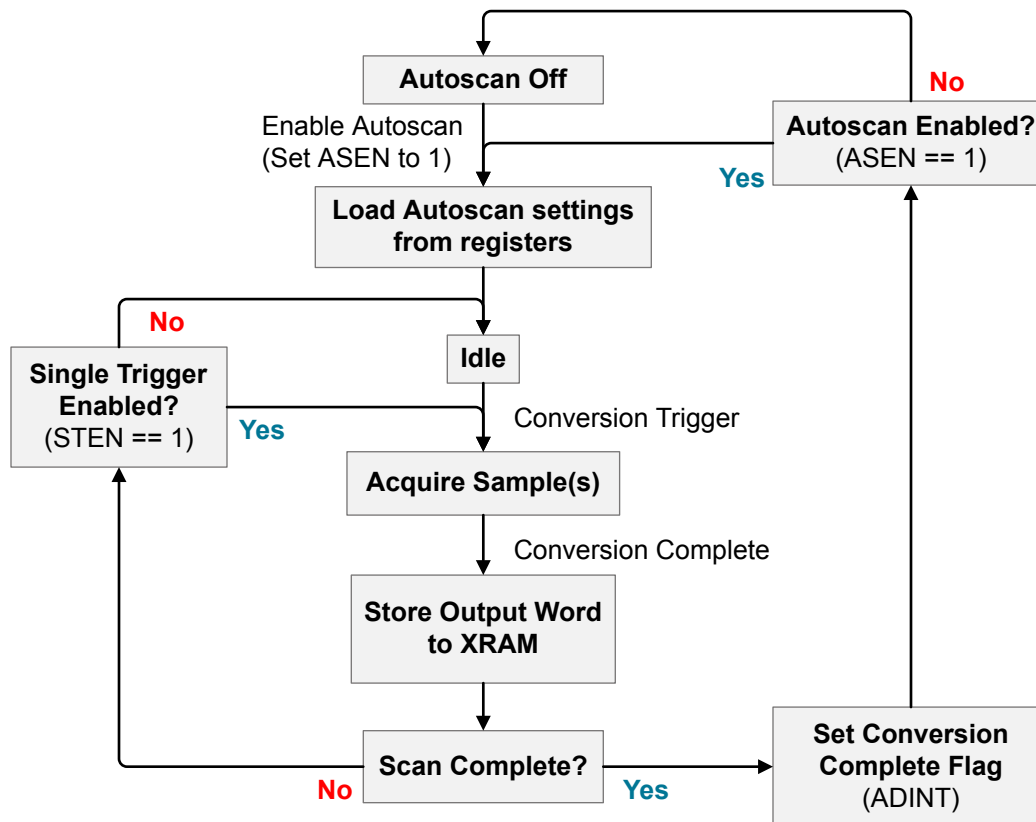 Autoscan Off
No
Enable Autoscan
(Set ASEN to 1)
Autoscan Enabled?
(ASEN == 1)
Yes
Load Autoscan settings
from registers
No
Idle
Single Trigger
Enabled?
(STEN == 1)
Yes
Conversion Trigger
Acquire Sample(s)
Conversion Complete
Store Output Word
to XRAM
Scan Complete?
No
Yes
Set Conversion
Complete Flag
(ADINT)